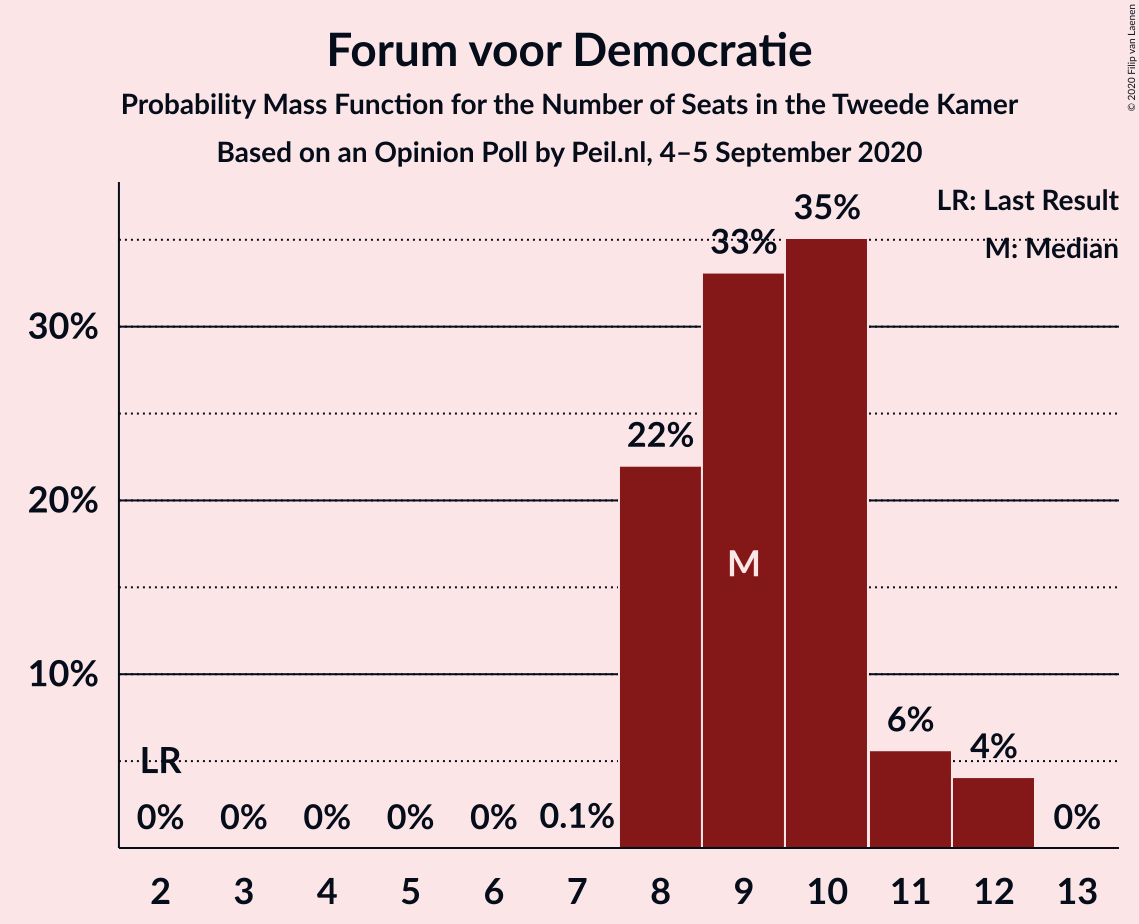 Forum voor Democratie
Probability Mass Function for the Number of Seats in the Tweede Kamer
Based on an Opinion Poll by Peil.nl, 4–5 September 2020
© 2020 Filip van Laenen
LR: Last Result
M: Median
30%
20%
10%
LR
0% 0% 0% 0% 0% 0.1% 22% 33% 35% 6% 4% 0%
M
2 3 4 5 6 7 8 9 10 11 12 13